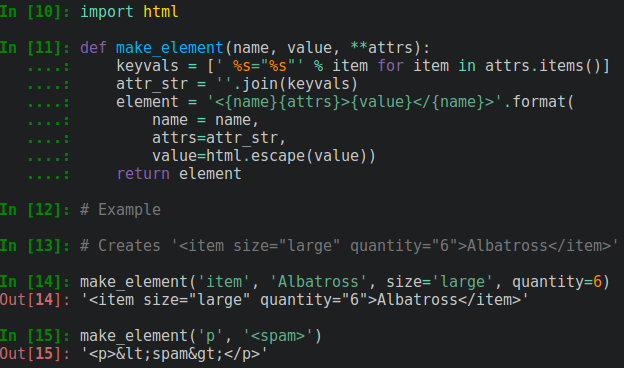 In [10]: import html
In [11]: def make_element(name, value, **attrs):
   ....:     keyvals = [' %s="%s"' % item for item in attrs.items()]
   ....:     attr_str = ''.join(keyvals)
   ....:     element = '<{name}{attrs}>{value}</{name}>'.format(
   ....:         name = name,
   ....:         attrs=attr_str,
   ....:         value=html.escape(value))
   ....:     return element
In [12]: # Example
In [13]: # Creates '<item size="large" quantity="6">Albatross</item>'
In [14]: make_element('item', 'Albatross', size='large', quantity=6)
Out[14]: '<item size="large" quantity="6">Albatross</item>'
In [15]: make_element('p', '<spam>')
Out[15]: '<p>&lt;spam&gt;</p>'